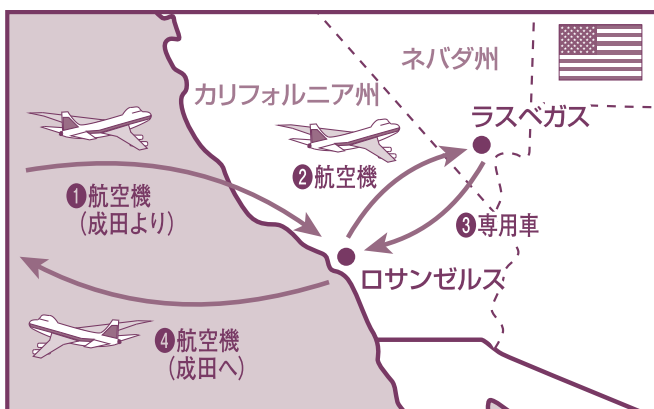 ネバダ州
カリフォルニア州
ラスベガス
❷航空機
❶航空機
(成田より)
❸専用車
ロサンゼルス
❹航空機
(成田へ)